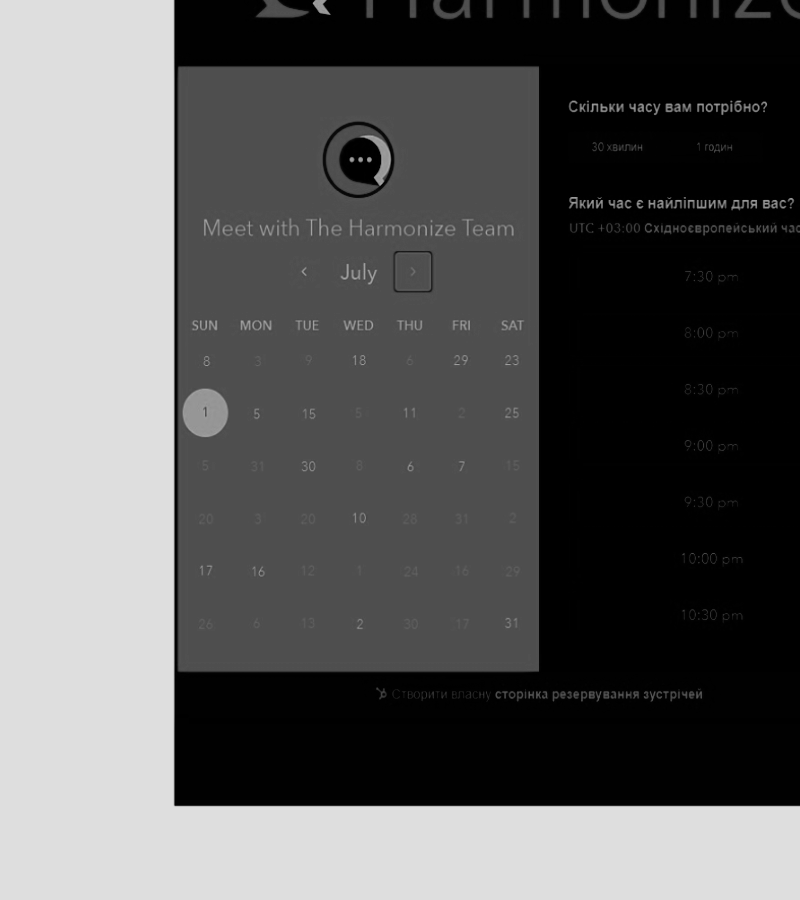 Harmonize
Meet with The Harmonize Team
July
SUN MON TUE WED THU FRI SAT
8 3 9 18 6 29 23
1 5 15 5 11 2 25
5 31 30 8 6 7 15
20 3 20 10 28 31 2
17 16 12 1 24 16 29
26 6 13 2 30 17 31
Скільки часу вам потрібно?
30 хвилин 1 годин
Який час є найліпшим для вас?
UTC +03:00 Східноєвропейський час
7:30 pm
8:00 pm
8:30 pm
9:00 pm
9:30 pm
10:00 pm
10:30 pm
Створити власну сторінка резервування зустрічей